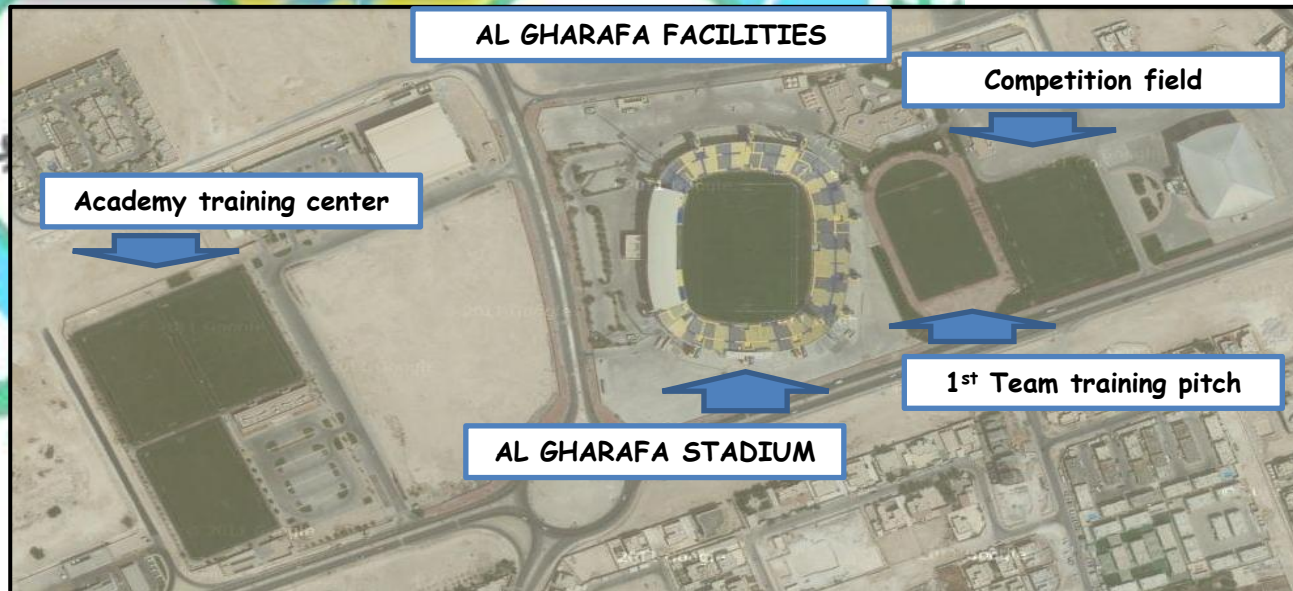 AL GHARAFA FACILITIES
Competition field
Academy training center
1st Team training pitch
AL GHARAFA STADIUM